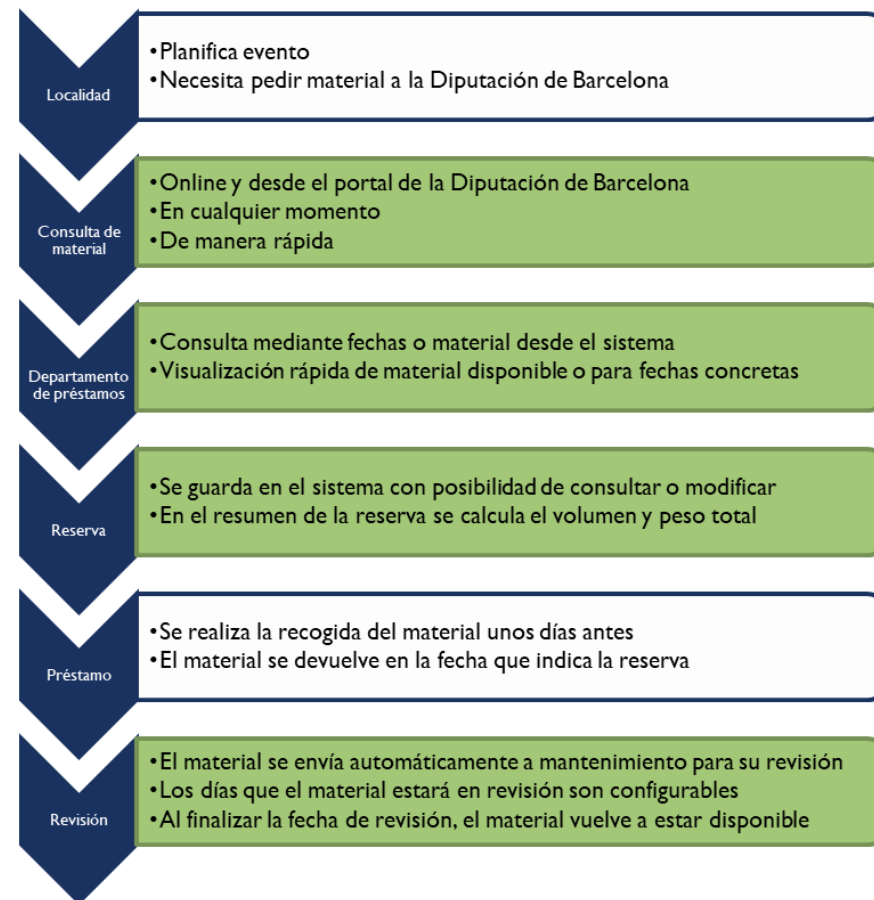 Localidad
•Planifica evento
•Necesita pedir material a la Diputación de Barcelona
Consulta de
material
•Online y desde el portal de la Diputación de Barcelona
•En cualquier momento
•De manera rápida
Departamento
de préstamos
•Consulta mediante fechas o material desde el sistema
•Visualización rápida de material disponible o para fechas concretas
Reserva
•Se guarda en el sistema con posibilidad de consultar o modificar
•En el resumen de la reserva se calcula el volumen y peso total
Préstamo
•Se realiza la recogida del material unos días antes
•El material se devuelve en la fecha que indica la reserva
Revisión
•El material se envía automáticamente a mantenimiento para su revisión
•Los días que el material estará en revisión son configurables
•Al finalizar la fecha de revisión, el material vuelve a estar disponible